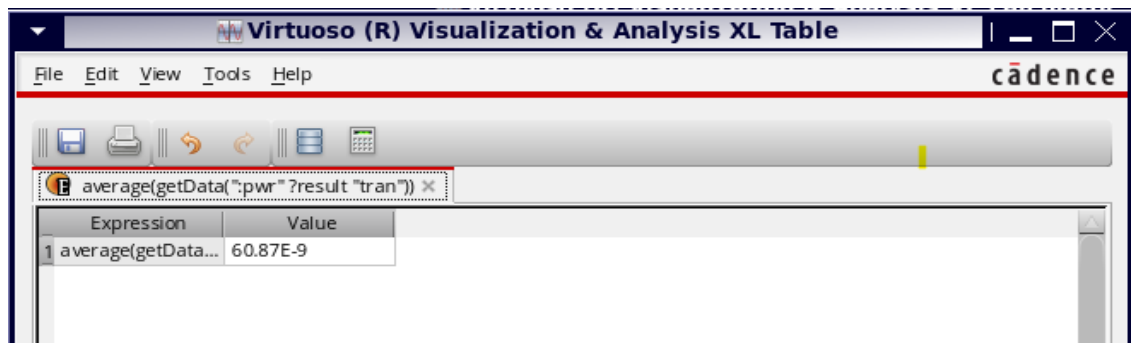 Virtuoso (R) Visualization & Analysis XL Table
File Edit View Tools Help
cādence
average(getData(":pwr" ?result "tran"))
Expression Value
1 average(getData... 60.87E-9